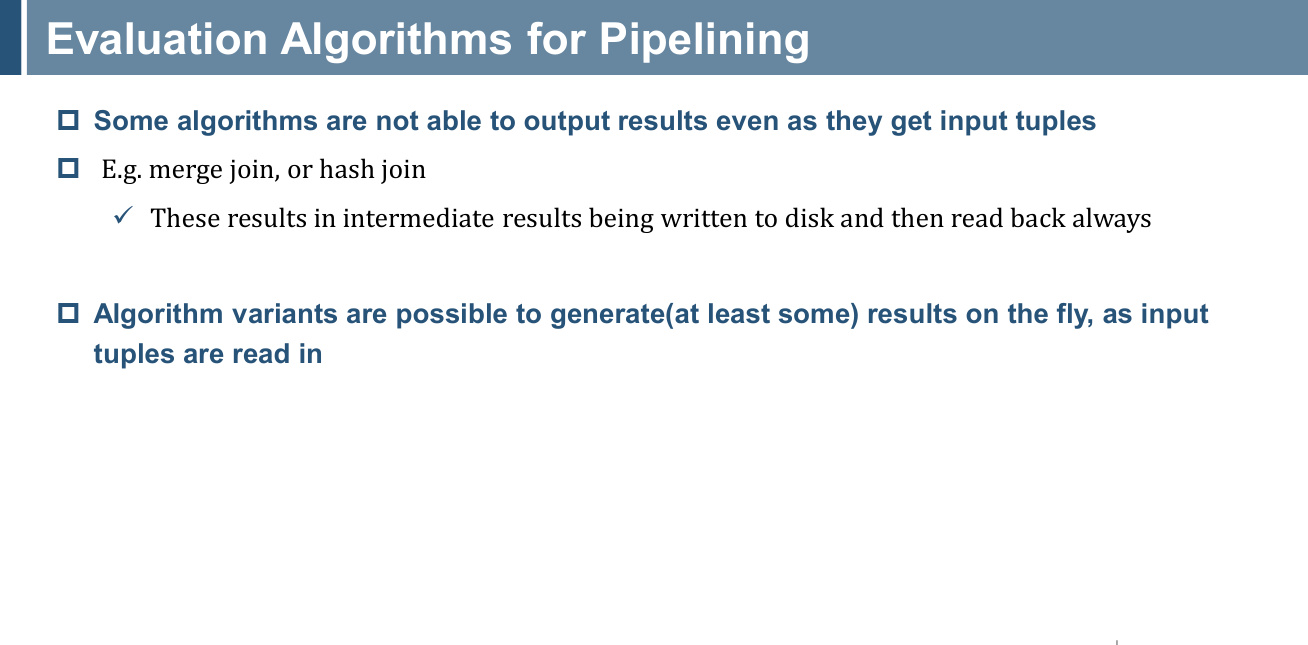 Evaluation Algorithms for Pipelining
Some algorithms are not able to output results even as they get input tuples
E.g. merge join, or hash join
These results in intermediate results being written to disk and then read back always
Algorithm variants are possible to generate(at least some) results on the fly, as input
tuples are read in